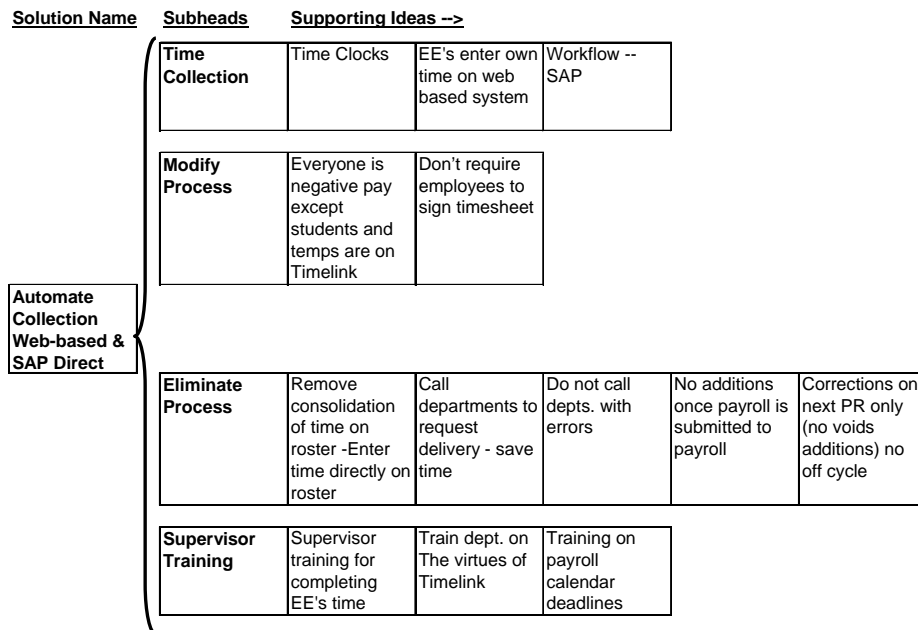 Solution Name Subheads Supporting Ideas -->
Time
Collection
Time Clocks
EE's enter own
time on web
based system
Workflow --
SAP
Modify
Process
Everyone is
negative pay
except
students and
temps are on
Timelink
Don't require
employees to
sign timesheet
Automate
Collection
Web-based &
SAP Direct
Eliminate
Process
Remove
consolidation
of time on
roster -Enter
time directly on
roster
Call
departments to
request
delivery - save
time
Do not call
depts. with
errors
No additions
once payroll is
submitted to
payroll
Corrections on
next PR only
(no voids
additions) no
off cycle
Supervisor
Training
Supervisor
training for
completing
EE's time
Train dept. on
The virtues of
Timelink
Training on
payroll
calendar
deadlines